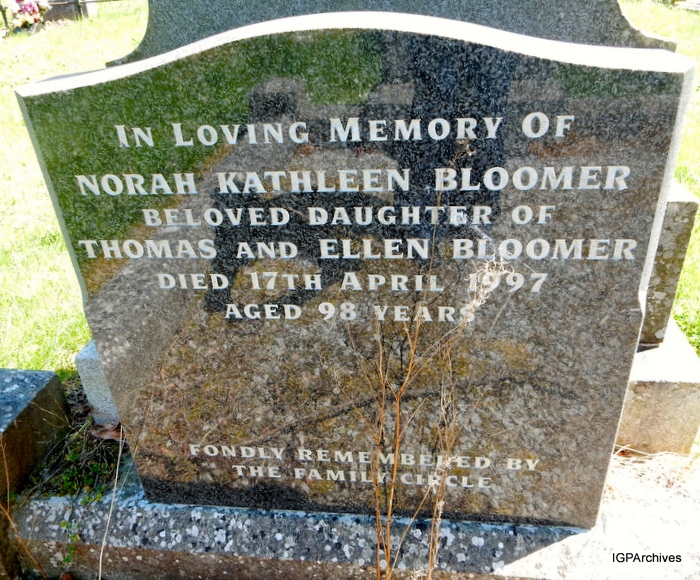 IN LOVING MEMORY OF
NORAH KATHLEEN BLOOMER
BELOVED DAUGHTER OF
THOMAS AND ELLEN BLOOMER
DIED 17TH APRIL 1997
AGED 98 YEARS
FONDLY REMEMBERED BY
THE FAMILY CIRCLE
IGPArchives